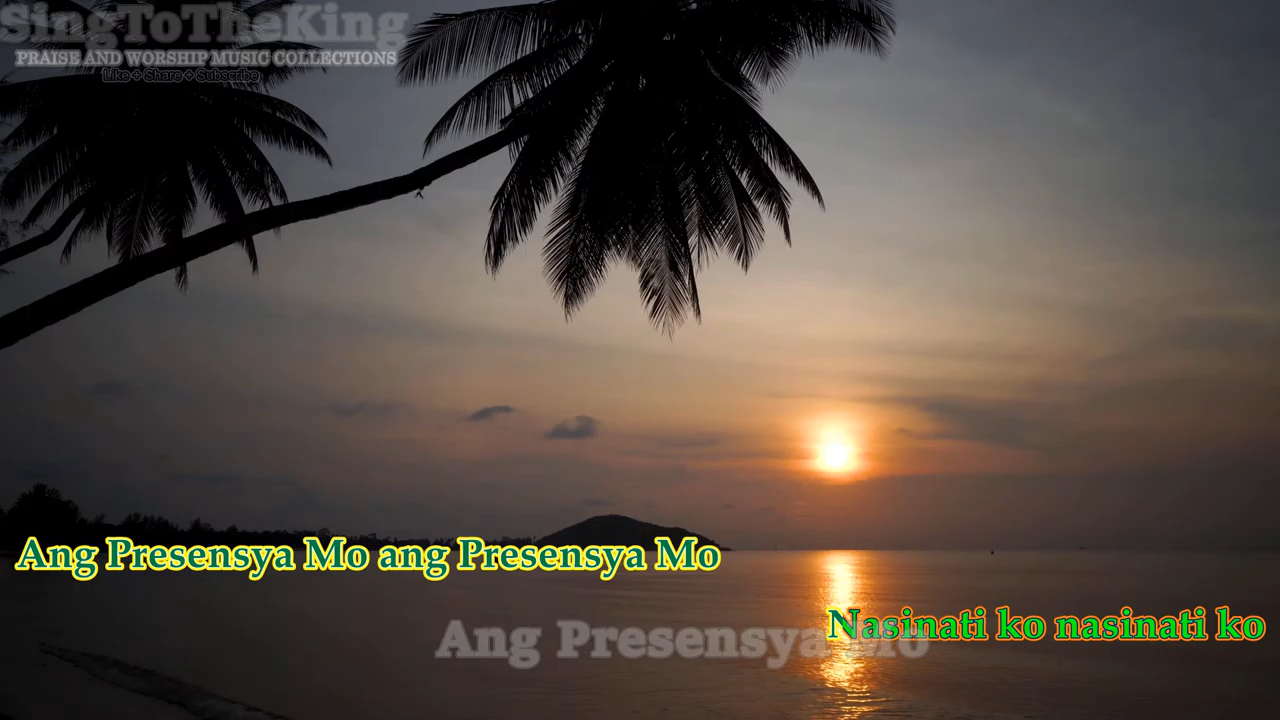 SingToTheKing
PRAISE AND WORSHIP MUSIC COLLECTIONS
Like + Share + Subscribe
Ang Presensya Mo ang Presensya Mo
Nasinati ko nasinati ko
Ang Presensya Mo